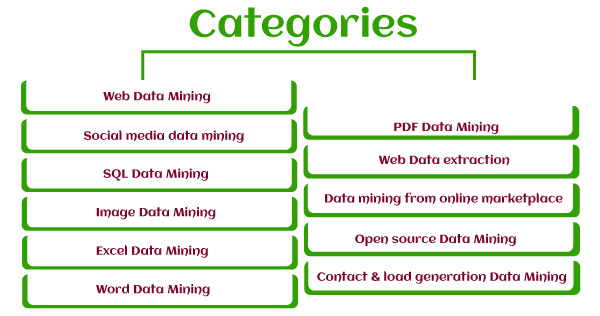 Categories
Web Data Mining
Social media data mining
SQL Data Mining
Image Data Mining
Excel Data Mining
Word Data Mining
PDF Data Mining
Web Data extraction
Data mining from online marketplace
Open source Data Mining
Contact & load generation Data Mining